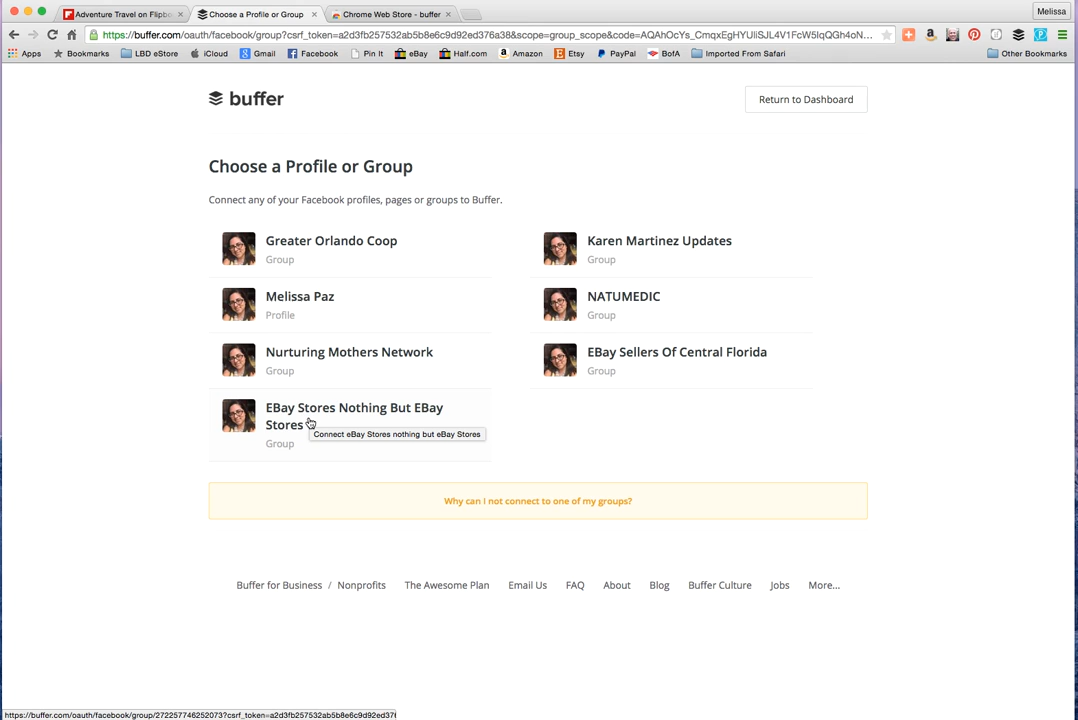 Adventure Travel on Flipbo
Choose a Profile or Group
Chrome Web Store - buffer
Melissa
https://buffer.com/oauth/facebook/group?csrf_token=a2d3fb257532ab5b8e6c9d92ed376a38&scope=group_scope&code=AQAhOcYs_CmqxEgHYUliSJL4V1FcW5IqQGh4oN...
Apps Bookmarks LBD eStore iCloud Gmail Facebook Pin It eBay Half.com Amazon Etsy PayPal BofA Imported From Safari Other Bookmarks
buffer
Return to Dashboard
Choose a Profile or Group
Connect any of your Facebook profiles, pages or groups to Buffer.
Greater Orlando Coop
Group
Karen Martinez Updates
Group
Melissa Paz
Profile
NATUMEDIC
Group
Nurturing Mothers Network
Group
EBay Sellers Of Central Florida
Group
EBay Stores Nothing But EBay
Stores
Connect eBay Stores nothing but eBay Stores
Group
Why can I not connect to one of my groups?
Buffer for Business / Nonprofits The Awesome Plan Email Us FAQ About Blog Buffer Culture Jobs More...
https://buffer.com/oauth/facebook/group/272257746252073?csrf_token=a2d3fb257532ab5b8e6c9d92ed376